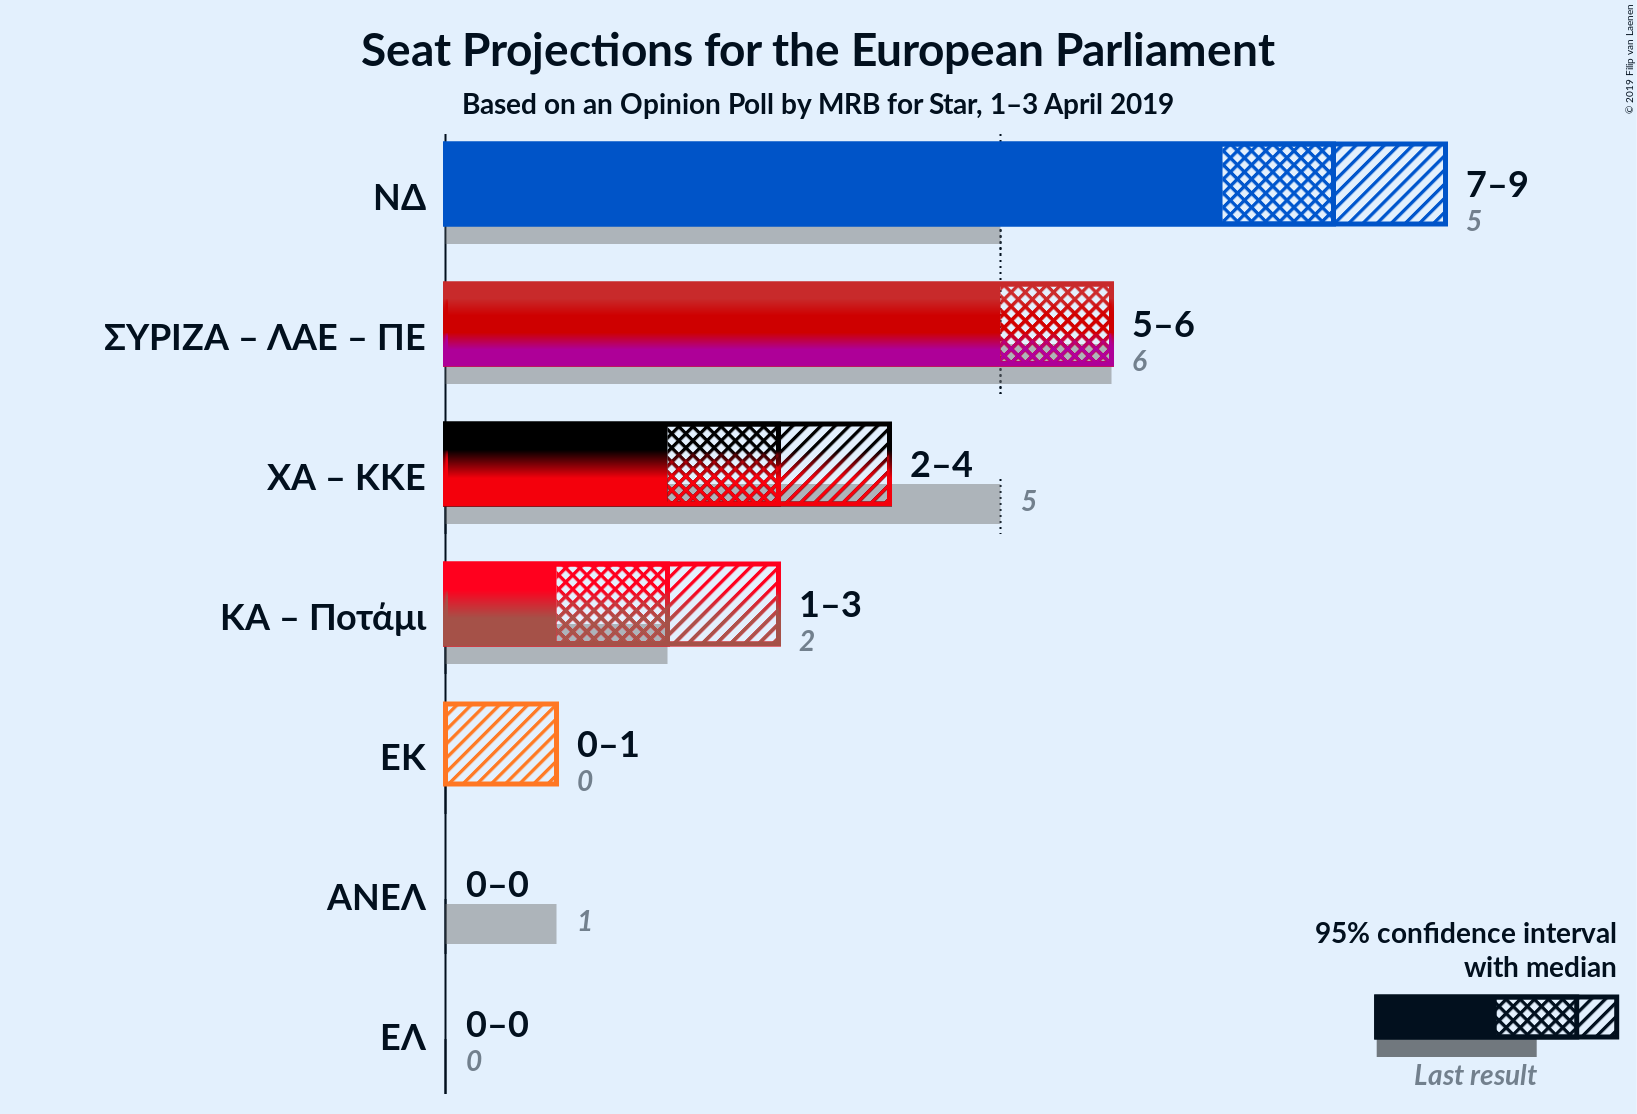 Seat Projections for the European Parliament
Based on an Opinion Poll by MRB for Star, 1–3 April 2019
© 2019 Filip van Laenen
ΝΔ
7–9
5
ΣΥΡΙΖΑ – ΛΑΕ – ΠΕ
5–6
6
ΧΑ – ΚΚΕ
2–4
5
ΚΑ – Ποτάμι
1–3
2
ΕΚ
0–1
0
ΑΝΕΛ
0–0
1
ΕΛ
0–0
0
95% confidence interval
with median
Last result